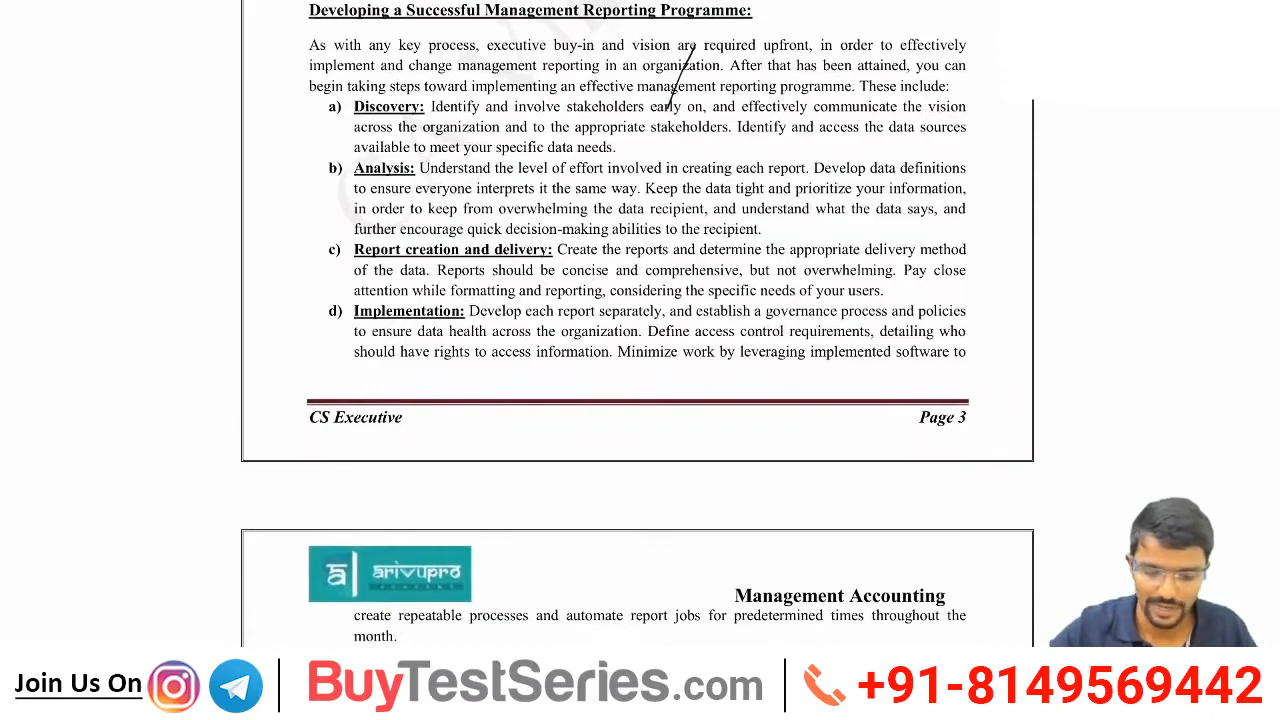 Developing a Successful Management Reporting Programme:
As with any key process, executive buy-in and vision are required upfront, in order to effectively
implement and change management reporting in an organization. After that has been attained, you can
begin taking steps toward implementing an effective management reporting programme. These include:
a) Discovery: Identify and involve stakeholders early on, and effectively communicate the vision
across the organization and to the appropriate stakeholders. Identify and access the data sources
available to meet your specific data needs.
b) Analysis: Understand the level of effort involved in creating each report. Develop data definitions
to ensure everyone interprets it the same way. Keep the data tight and prioritize your information,
in order to keep from overwhelming the data recipient, and understand what the data says, and
further encourage quick decision-making abilities to the recipient.
c) Report creation and delivery: Create the reports and determine the appropriate delivery method
of the data. Reports should be concise and comprehensive, but not overwhelming. Pay close
attention while formatting and reporting, considering the specific needs of your users.
d) Implementation: Develop each report separately, and establish a governance process and policies
to ensure data health across the organization. Define access control requirements, detailing who
should have rights to access information. Minimize work by leveraging implemented software to
CS Executive Page 3
arivupro
Management Accounting
create repeatable processes and automate report jobs for predetermined times throughout the
month.
Join Us On BuyTestSeries.com +91-8149569442